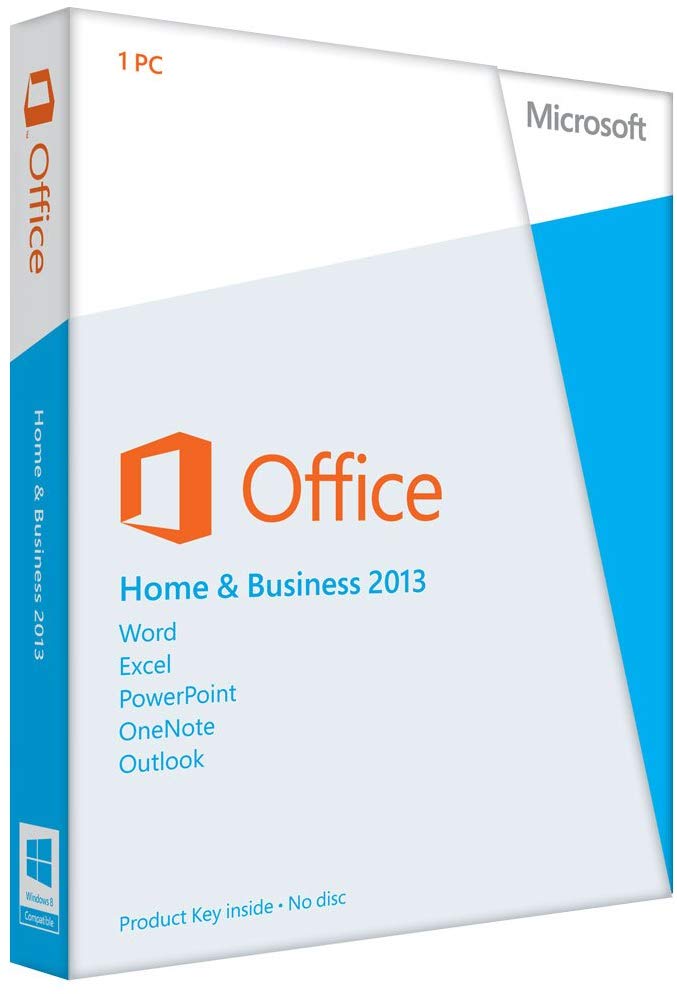 1 PC
Microsoft
Office
Home & Business 2013
Word
Excel
PowerPoint
OneNote
Outlook
Product Key inside • No disc
Office
Home & Business 2013
Windows 8
Compatible